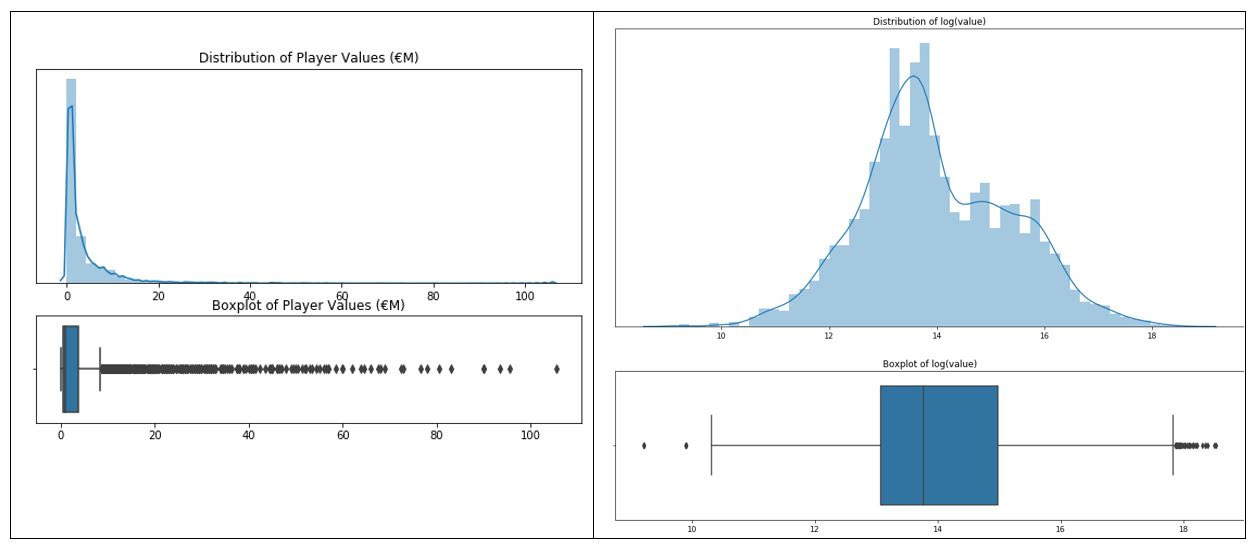 Distribution of Player Values (€M)
0 20 40 60 80 100
Boxplot of Player Values (€M)
0 20 40 60 80 100
Distribution of log(value)
10 12 14 16 18
Boxplot of log(value)
10 12 14 16 18